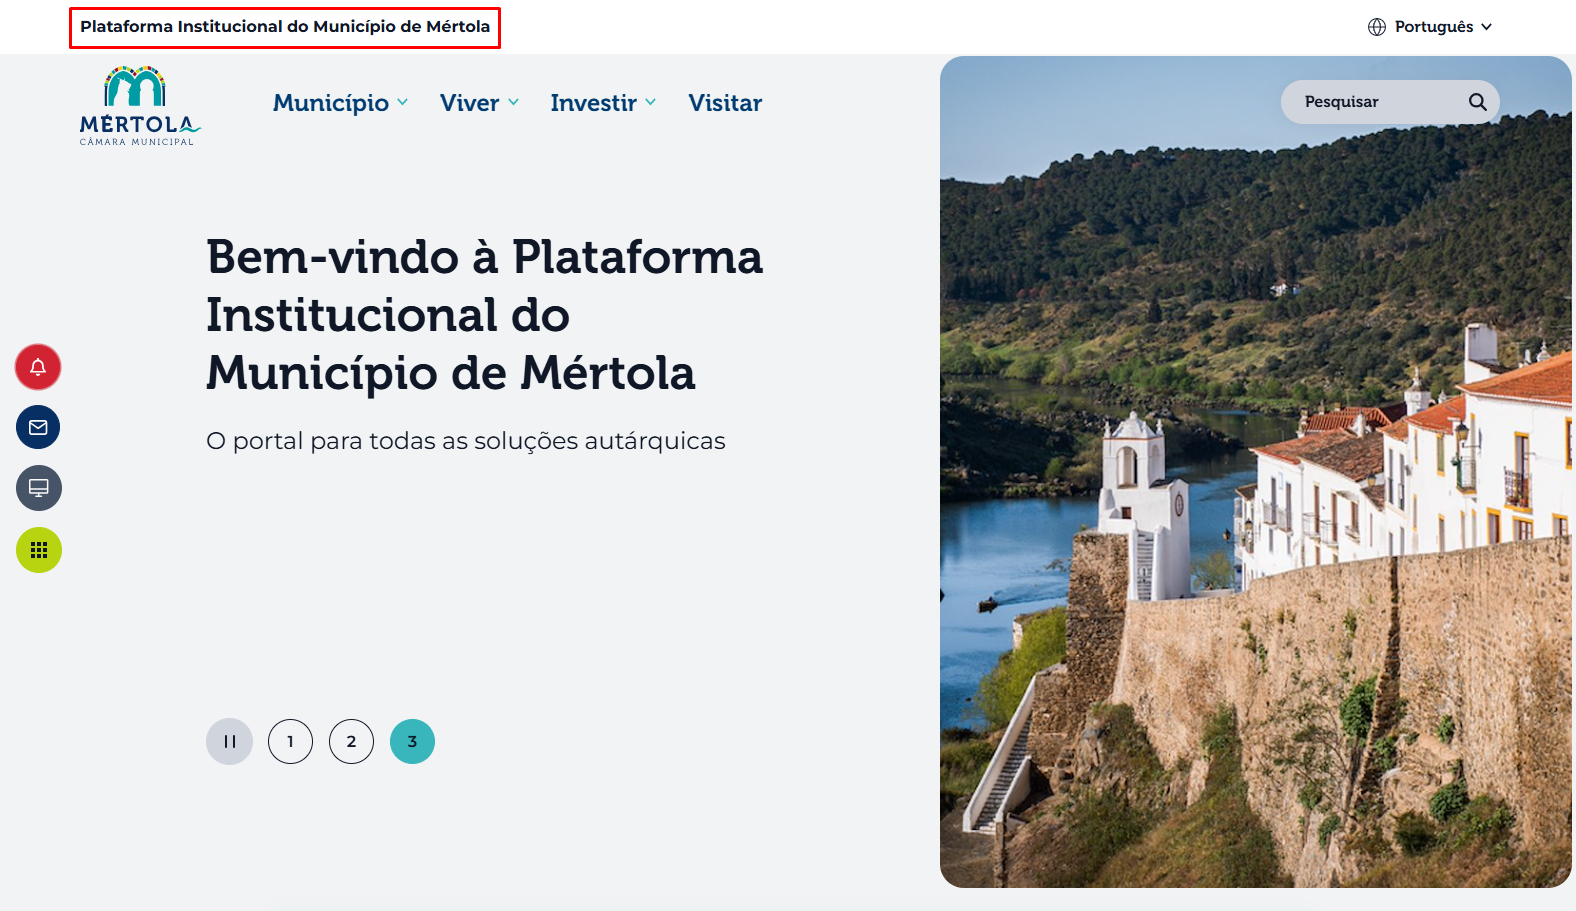 Plataforma Institucional do Município de Mértola
Português
MÉRTOLA
CÂMARA MUNICIPAL
Município
Viver
Investir
Visitar
Pesquisar
Bem-vindo à Plataforma
Institucional do
Município de Mértola
O portal para todas as soluções autárquicas
1
2
3